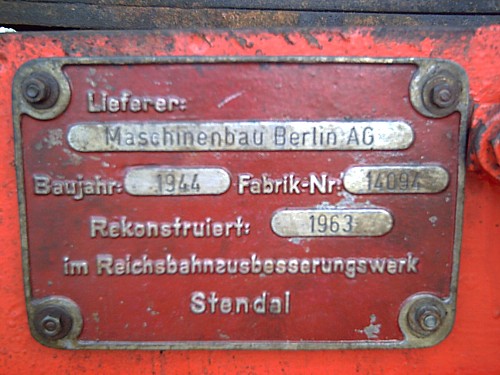 Lieferer:
Maschinenbau Berlin AG
Baujahr: 1944 Fabrik-Nr: 14094
Rekonstruiert: 1963
im Reichsbahnausbesserungswerk
Stendal